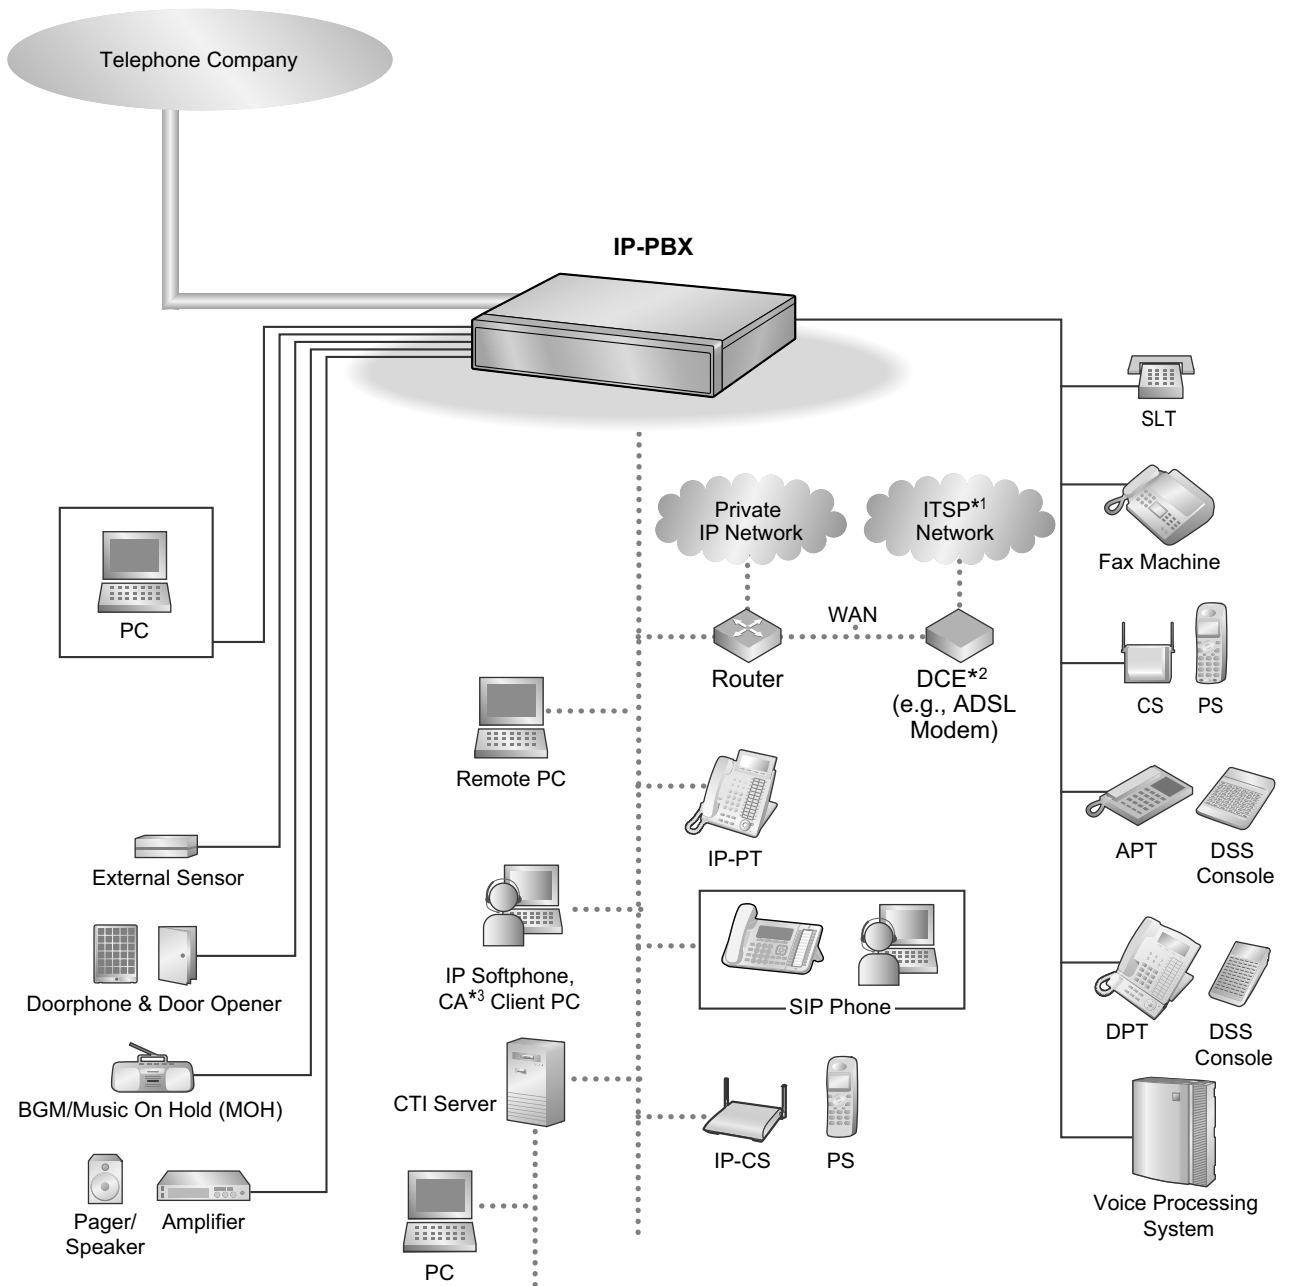 Telephone Company
IP-PBX
SLT
Private
IP Network
ITSP*1
Network
Fax Machine
PC
WAN
Router
DCE*2
(e.g., ADSL
Modem)
CS
PS
Remote PC
IP-PT
APT
DSS
Console
External Sensor
IP Softphone,
CA*3 Client PC
SIP Phone
Doorphone & Door Opener
DPT
DSS
Console
BGM/Music On Hold (MOH)
CTI Server
IP-CS
PS
Pager/
Speaker
Amplifier
PC
Voice Processing
System